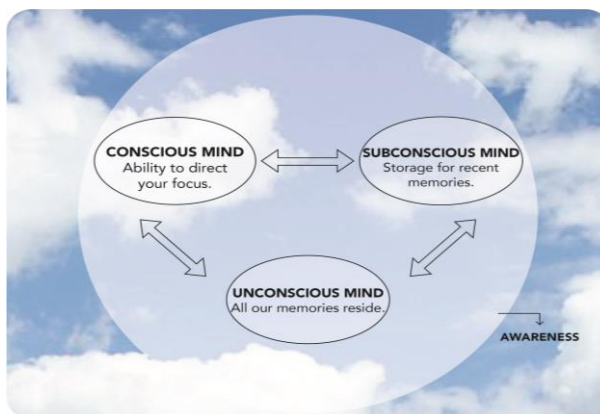 CONSCIOUS MIND
Ability to direct
your focus.
SUBCONSCIOUS MIND
Storage for recent
memories.
UNCONSCIOUS MIND
All our memories reside.
AWARENESS